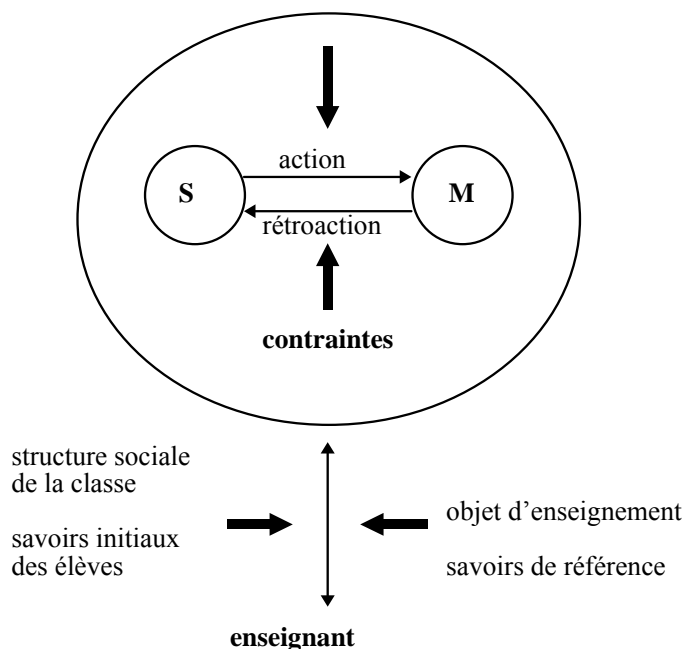 action
S
M
rétroaction
contraintes
structure sociale
de la classe
savoirs initiaux
des élèves
objet d’enseignement
savoirs de référence
enseignant